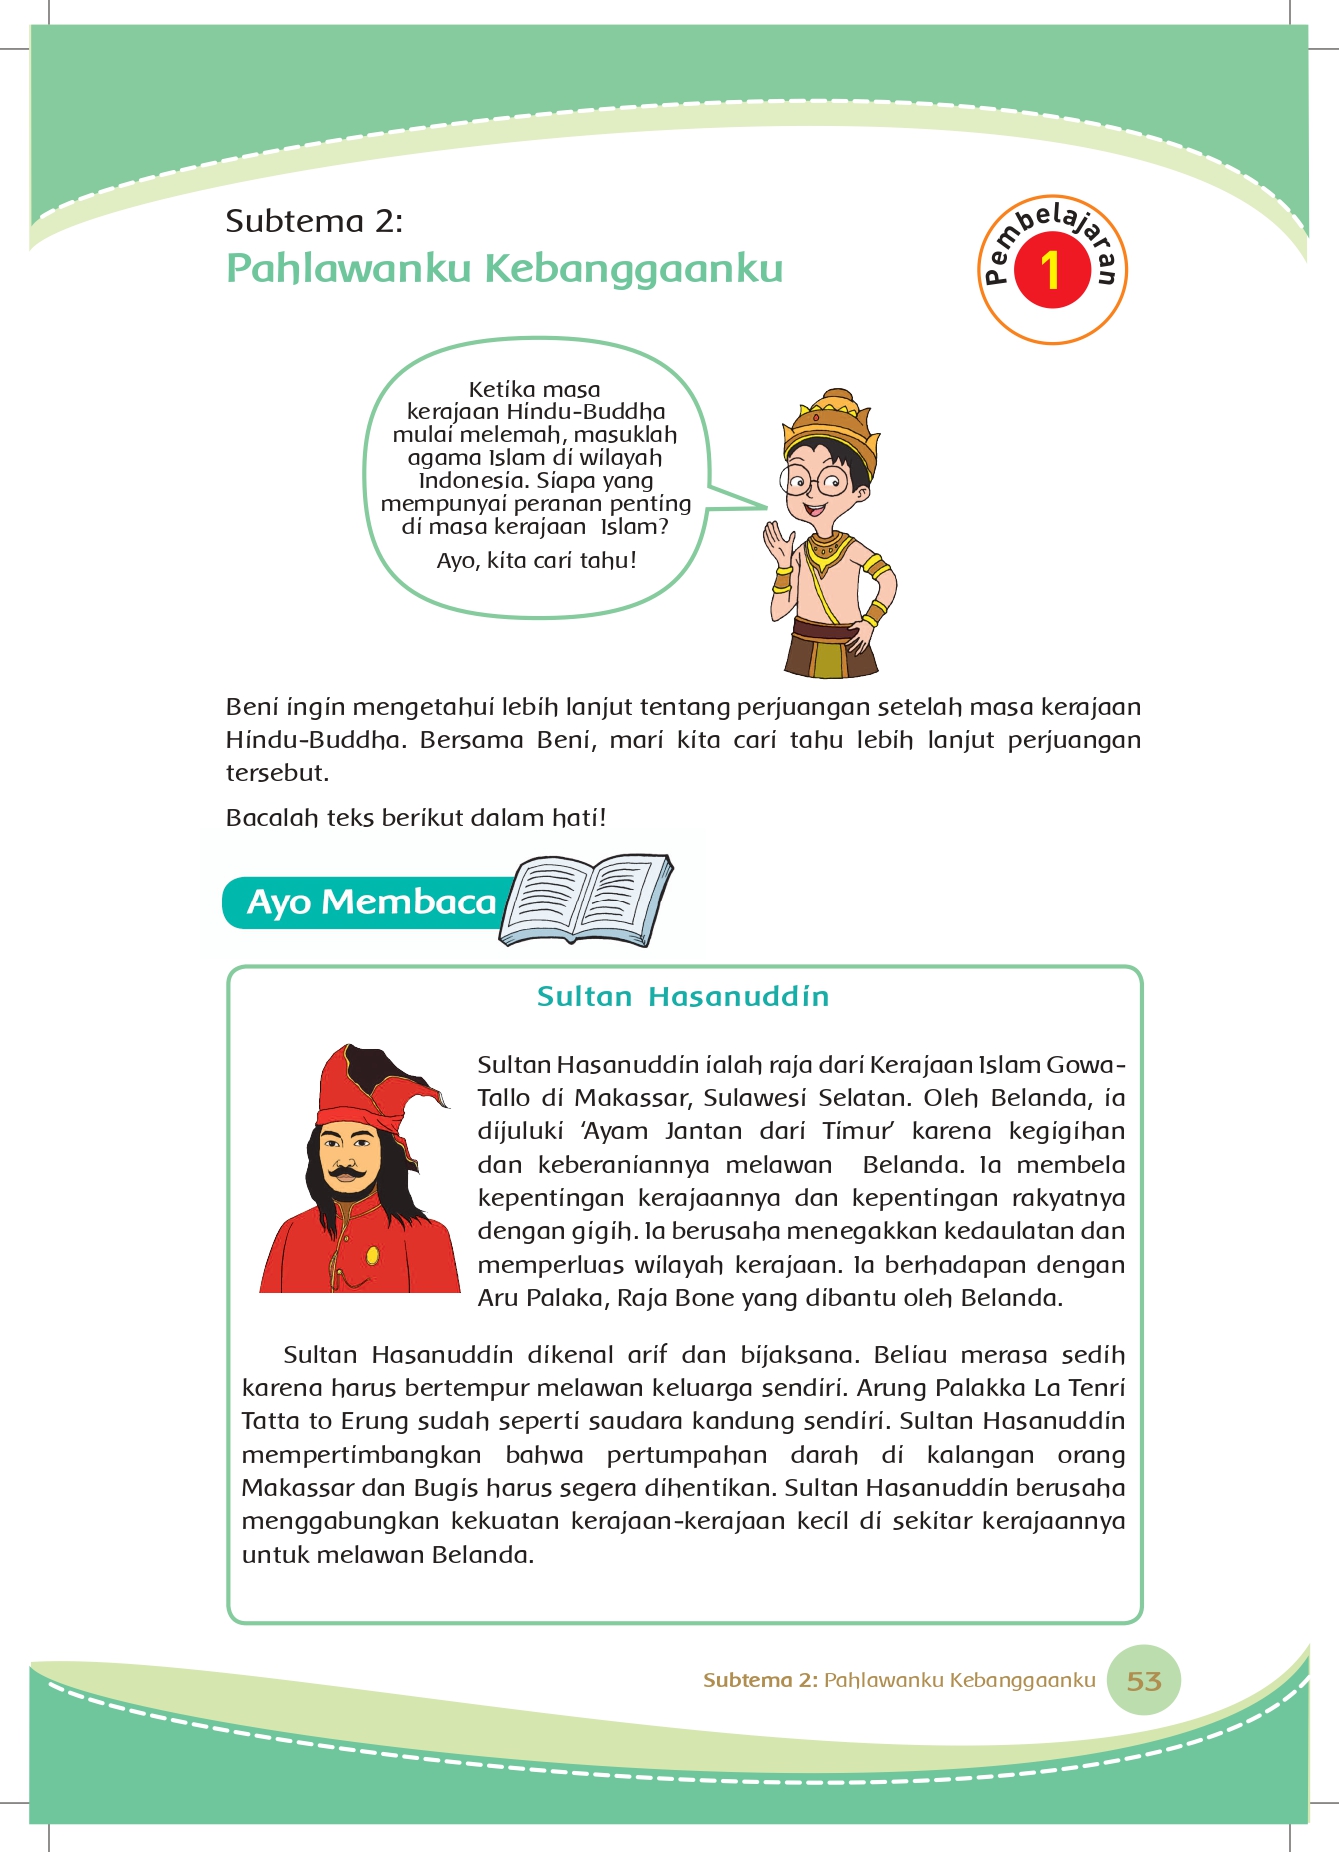 Subtema 2:
Pahlawanku Kebanggaanku
Pembelajaran
1
Ketika masa
kerajaan Hindu-Buddha
mulai melemah, masuklah
agama Islam di wilayah
Indonesia. Siapa yang
mempunyai peranan penting
di masa kerajaan Islam?
Ayo, kita cari tahu!
Beni ingin mengetahui lebih lanjut tentang perjuangan setelah masa kerajaan
Hindu-Buddha. Bersama Beni, mari kita cari tahu lebih lanjut perjuangan
tersebut.
Bacalah teks berikut dalam hati!
Ayo Membaca
Sultan Hasanuddin
Sultan Hasanuddin ialah raja dari Kerajaan Islam Gowa-
Tallo di Makassar, Sulawesi Selatan. Oleh Belanda, ia
dijuluki ‘Ayam Jantan dari Timur’ karena kegigihan
dan keberaniannya melawan Belanda. Ia membela
kepentingan kerajaannya dan kepentingan rakyatnya
dengan gigih. Ia berusaha menegakkan kedaulatan dan
memperluas wilayah kerajaan. Ia berhadapan dengan
Aru Palaka, Raja Bone yang dibantu oleh Belanda.
Sultan Hasanuddin dikenal arif dan bijaksana. Beliau merasa sedih
karena harus bertempur melawan keluarga sendiri. Arung Palakka La Tenri
Tatta to Erung sudah seperti saudara kandung sendiri. Sultan Hasanuddin
mempertimbangkan bahwa pertumpahan darah di kalangan orang
Makassar dan Bugis harus segera dihentikan. Sultan Hasanuddin berusaha
menggabungkan kekuatan kerajaan-kerajaan kecil di sekitar kerajaannya
untuk melawan Belanda.
Subtema 2: Pahlawanku Kebanggaanku
53